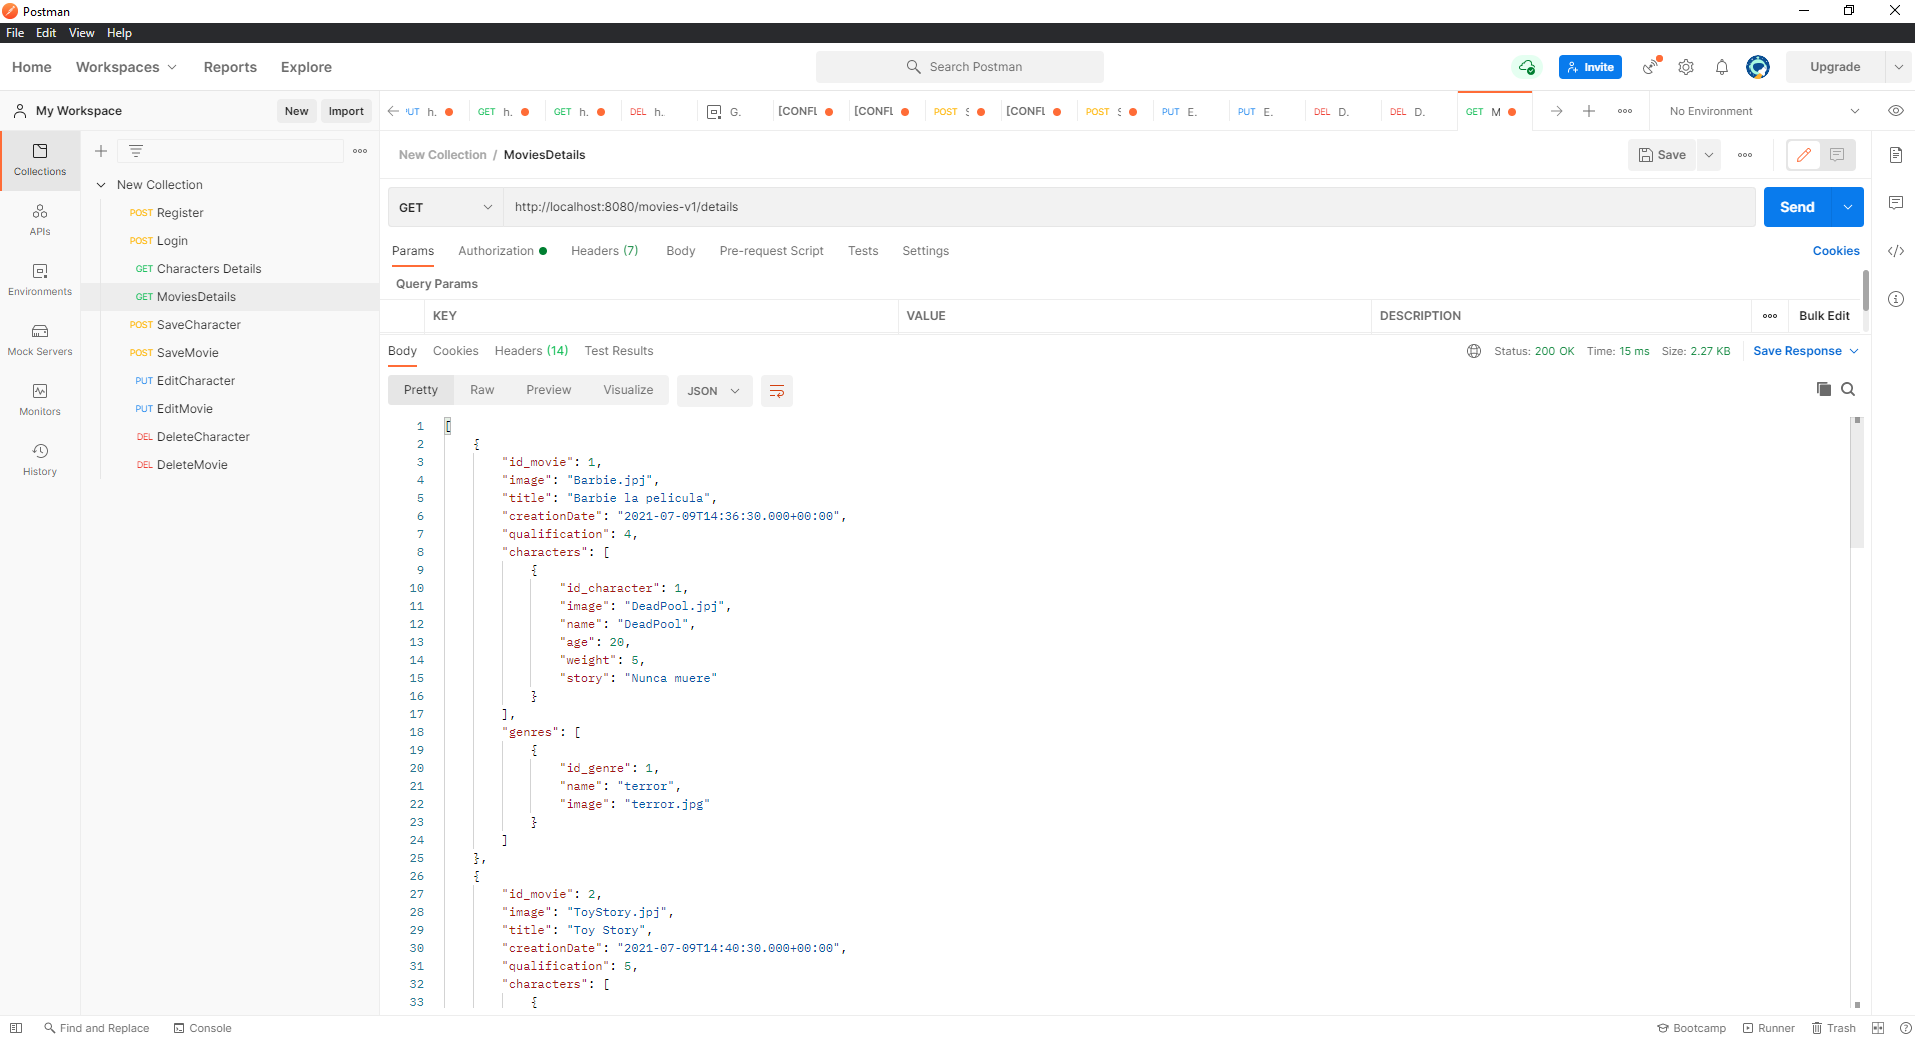 Postman
File Edit View Help
Home Workspaces Reports Explore Search Postman Invite Upgrade
My Workspace New Import
UT h. GET h. GET h. DEL h.. G. [CONFL [CONFL POST S [CONFL POST S PUT E. PUT E. DEL D. DEL D. GET M No Environment
Collections
APIs
Environments
Mock Servers
Monitors
History
New Collection
POST Register
POST Login
GET Characters Details
GET MoviesDetails
POST SaveCharacter
POST SaveMovie
PUT EditCharacter
PUT EditMovie
DEL DeleteCharacter
DEL DeleteMovie
New Collection / MoviesDetails Save
GET http://localhost:8080/movies-v1/details Send
Params Authorization Headers (7) Body Pre-request Script Tests Settings Cookies
Query Params
KEY VALUE DESCRIPTION Bulk Edit
Body Cookies Headers (14) Test Results Status: 200 OK Time: 15 ms Size: 2.27 KB Save Response
Pretty Raw Preview Visualize JSON
1 [
2 {
3 "id_movie": 1,
4 "image": "Barbie.jpj",
5 "title": "Barbie la pelicula",
6 "creationDate": "2021-07-09T14:36:30.000+00:00",
7 "qualification": 4,
8 "characters": [
9 {
10 "id_character": 1,
11 "image": "DeadPool.jpj",
12 "name": "DeadPool",
13 "age": 20,
14 "weight": 5,
15 "story": "Nunca muere"
16 }
17 ],
18 "genres": [
19 {
20 "id_genre": 1,
21 "name": "terror",
22 "image": "terror.jpg"
23 }
24 ]
25 },
26 {
27 "id_movie": 2,
28 "image": "ToyStory.jpj",
29 "title": "Toy Story",
30 "creationDate": "2021-07-09T14:40:30.000+00:00",
31 "qualification": 5,
32 "characters": [
33 {
Find and Replace Console Bootcamp Runner Trash